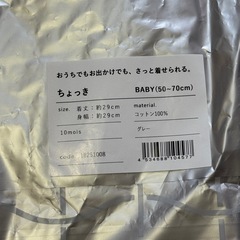 おうちでもお出かけでも、さっと着せられる。
ちょっき BABY(50~70cm)
size. 着丈：約29cm
身幅：約29cm
material.
コットン100%
10mois
グレー
code.